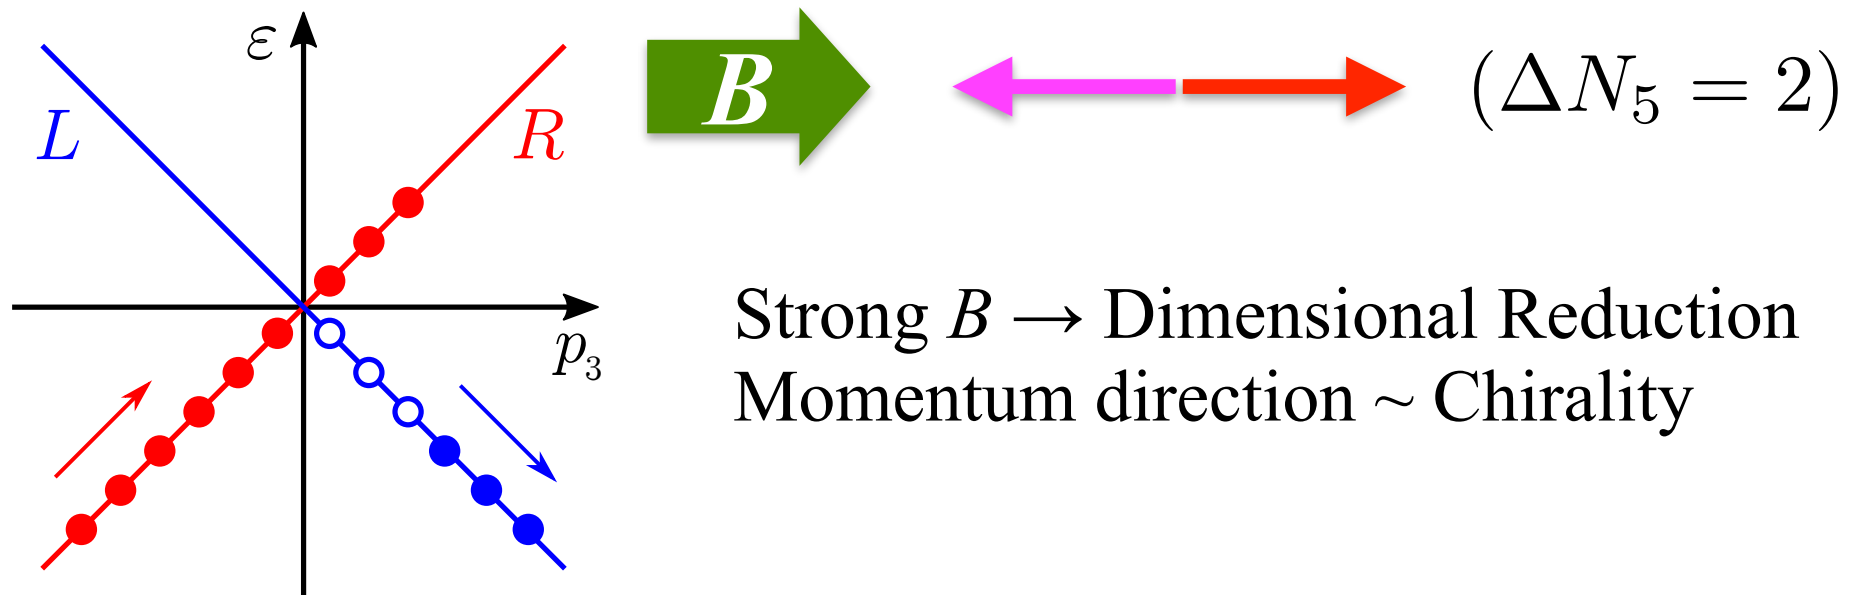 ε
L
R
p₃
B
(ΔN₅ = 2)
Strong B → Dimensional Reduction
Momentum direction ~ Chirality